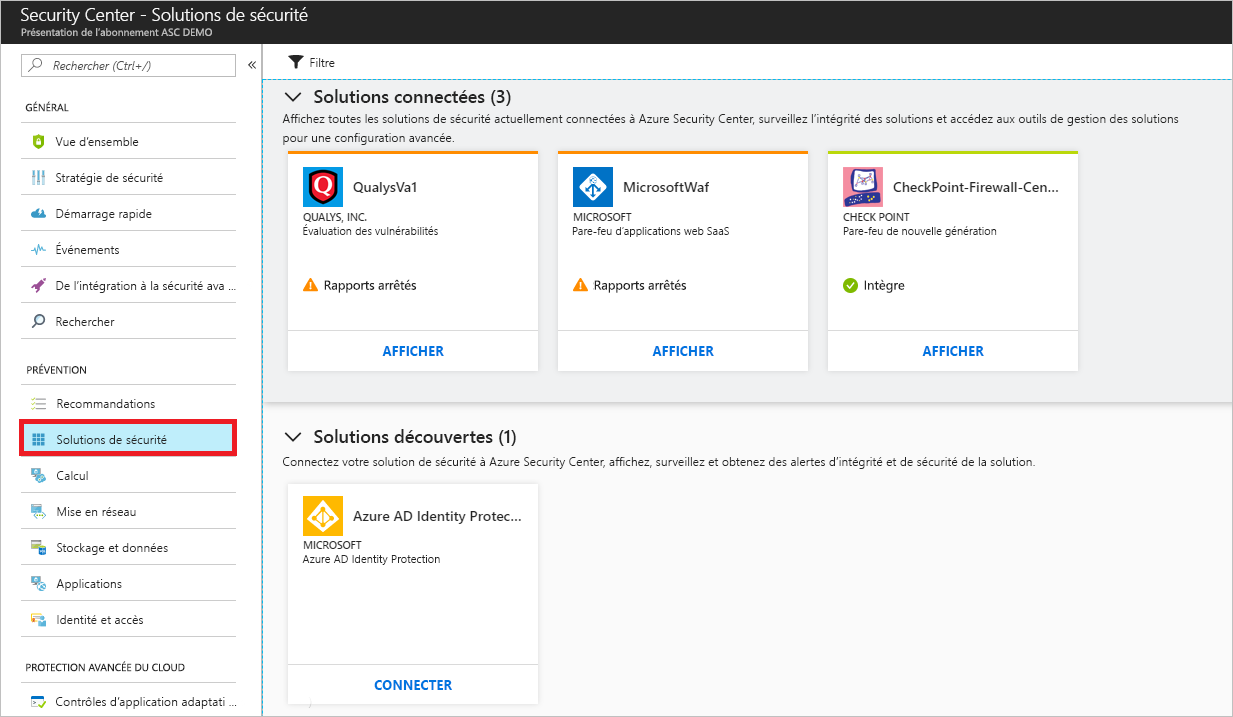 Security Center - Solutions de sécurité
Présentation de l'abonnement ASC DEMO
Rechercher (Ctrl+/)
«
GÉNÉRAL
Vue d'ensemble
Stratégie de sécurité
Démarrage rapide
Événements
De l'intégration à la sécurité ava ...
Rechercher
PRÉVENTION
Recommandations
Solutions de sécurité
Calcul
Mise en réseau
Stockage et données
Applications
Identité et accès
PROTECTION AVANCÉE DU CLOUD
Contrôles d'application adaptati ...
Filtre
Solutions connectées (3)
Affichez toutes les solutions de sécurité actuellement connectées à Azure Security Center, surveillez l'intégrité des solutions et accédez aux outils de gestion des solutions
pour une configuration avancée.
QualysVa1
QUALYS, INC.
Évaluation des vulnérabilités
Rapports arrêtés
AFFICHER
MicrosoftWaf
MICROSOFT
Pare-feu d'applications web SaaS
Rapports arrêtés
AFFICHER
CheckPoint-Firewall-Cen...
CHECK POINT
Pare-feu de nouvelle génération
Intègre
AFFICHER
Solutions découvertes (1)
Connectez votre solution de sécurité à Azure Security Center, affichez, surveillez et obtenez des alertes d'intégrité et de sécurité de la solution.
Azure AD Identity Protec...
MICROSOFT
Azure AD Identity Protection
CONNECTER